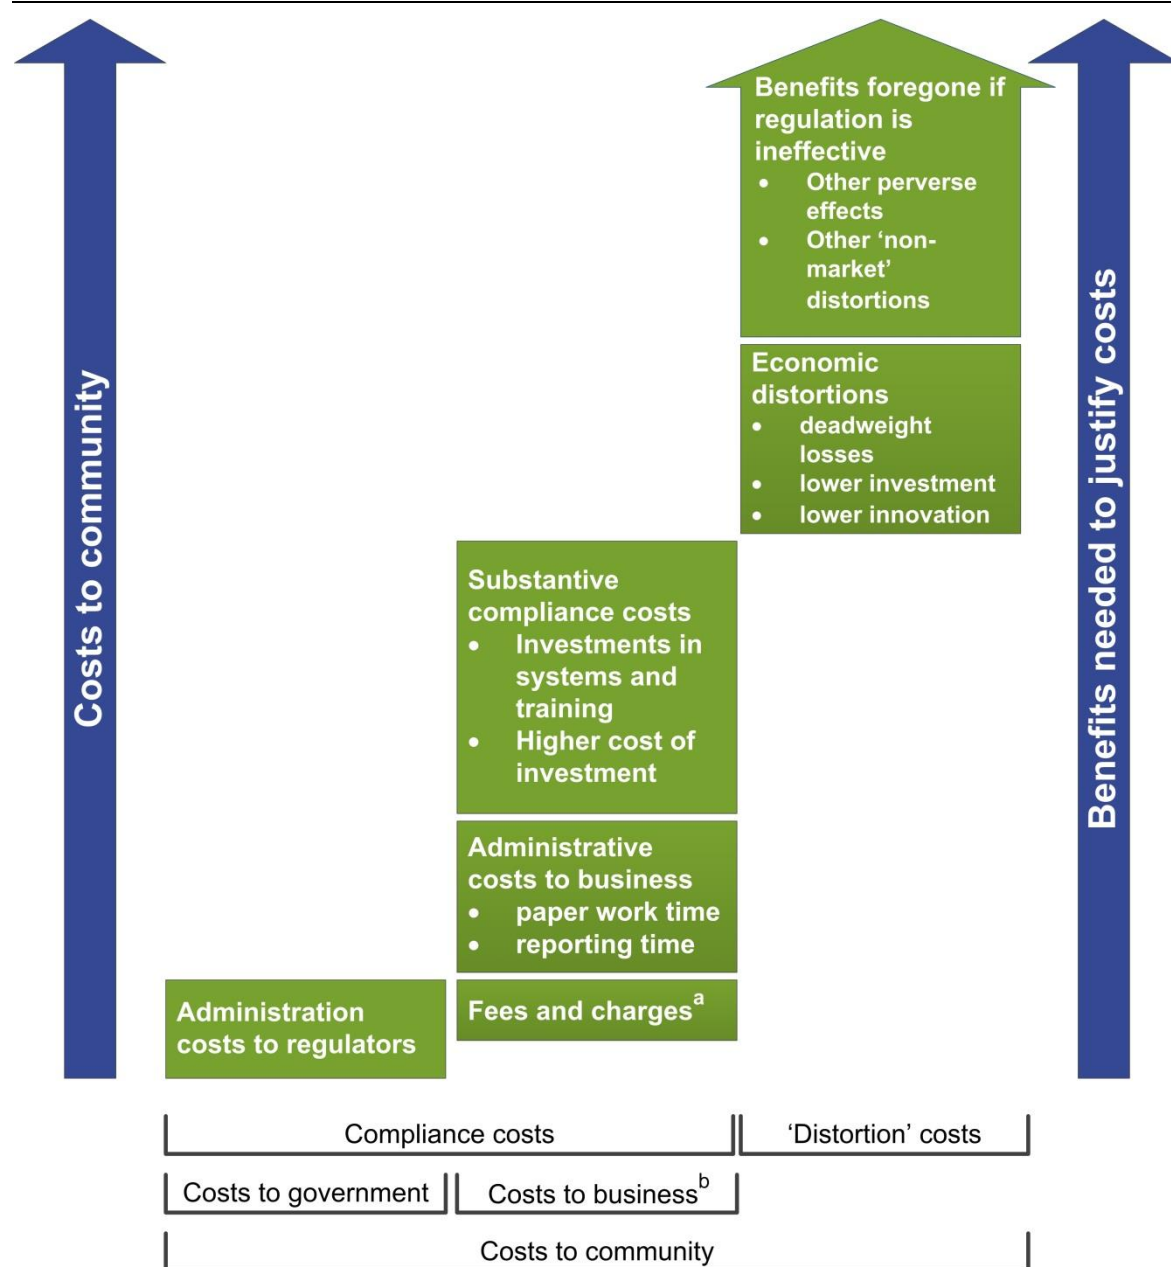 Costs to community
Benefits foregone if
regulation is
ineffective
• Other perverse
effects
• Other ‘non-
market’
distortions
Economic
distortions
• deadweight
losses
• lower investment
• lower innovation
Substantive
compliance costs
• Investments in
systems and
training
• Higher cost of
investment
Administrative
costs to business
• paper work time
• reporting time
Fees and charges^a
Administration
costs to regulators
Benefits needed to justify costs
Compliance costs
‘Distortion’ costs
Costs to government
Costs to business^b
Costs to community